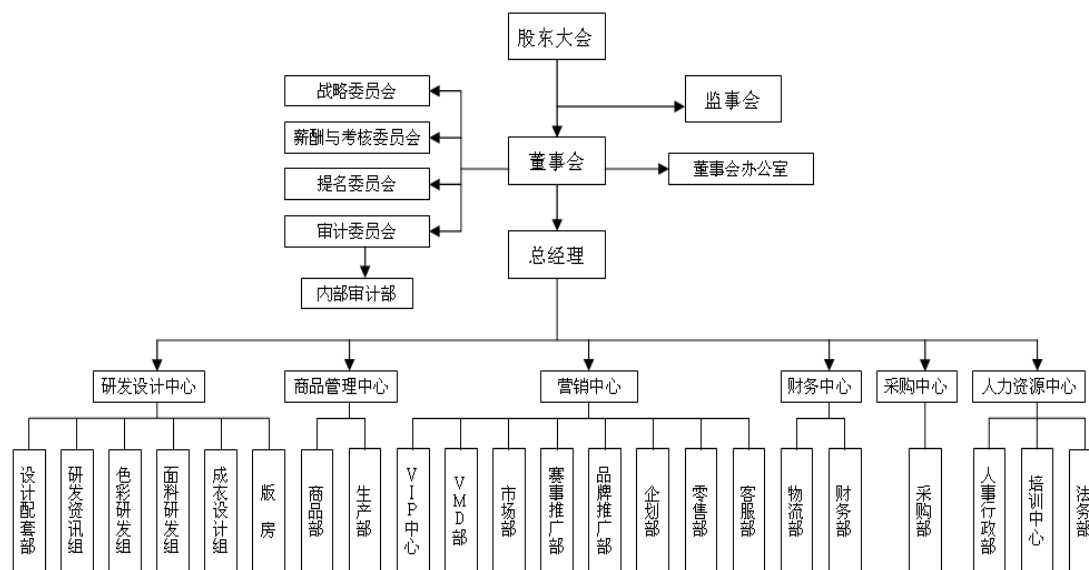 股东大会
战略委员会
监事会
薪酬与考核委员会
董事会
董事会办公室
提名委员会
审计委员会
总经理
内部审计部
研发设计中心
商品管理中心
营销中心
财务中心
采购中心
人力资源中心
设计配套部
研发资讯组
色彩研发组
面料研发组
成衣设计组
版房
商品部
生产部
VIP中心
VMD部
市场部
赛事推广部
品牌推广部
企划部
零售部
客服部
物流部
财务部
采购部
人事行政部
培训中心
法务部